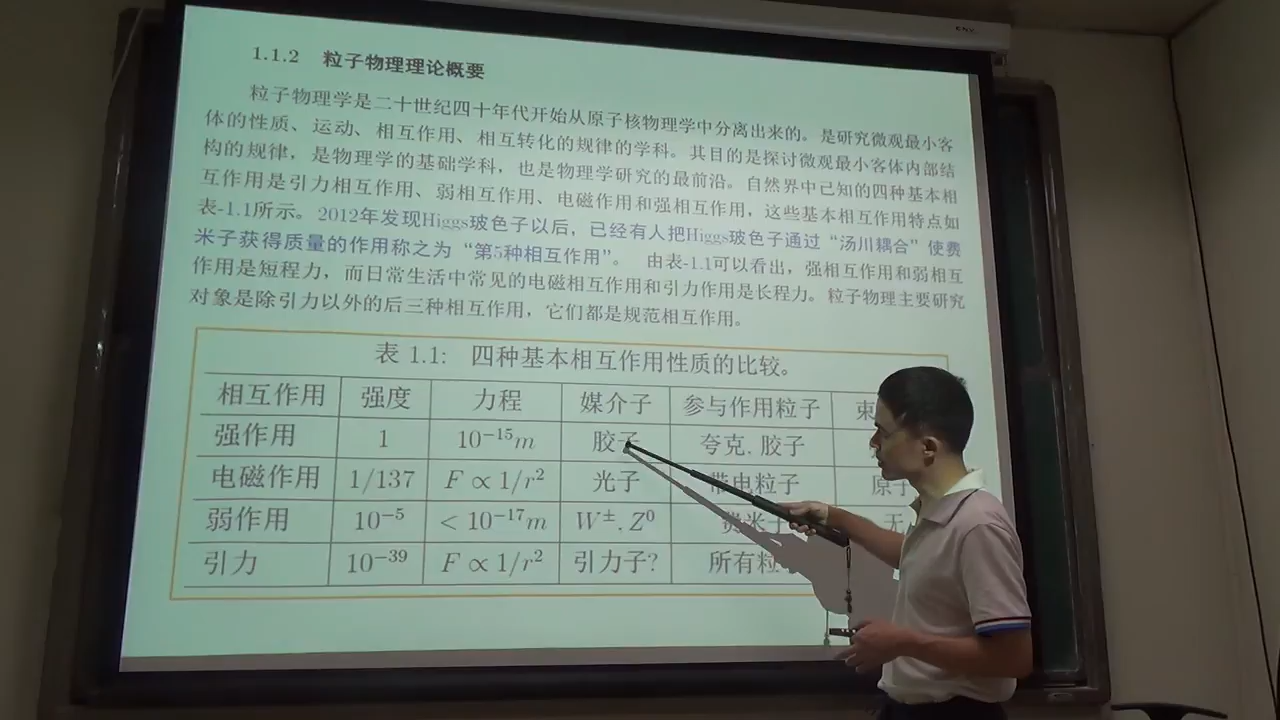 1.1.2 粒子物理理论概要
粒子物理学是二十世纪四十年代开始从原子核物理学中分离出来的。是研究微观最小客
体的性质、运动、相互作用、相互转化的规律的学科。其目的是探讨微观最小客体内部结
构的规律，是物理学的基础学科，也是物理学研究的最前沿。自然界中已知的四种基本相
互作用是引力相互作用、弱相互作用、电磁作用和强相互作用，这些基本相互作用特点如
表-1.1所示。2012年发现Higgs玻色子以后，已经有人把Higgs玻色子通过“汤川耦合”使费
米子获得质量的作用称之为“第5种相互作用”。 由表-1.1可以看出，强相互作用和弱相互
作用是短程力，而日常生活中常见的电磁相互作用和引力作用是长程力。粒子物理主要研究
对象是除引力以外的后三种相互作用，它们都是规范相互作用。
表 1.1: 四种基本相互作用性质的比较。
相互作用 强度 力程 媒介子 参与作用粒子 束
强作用 1 10⁻¹⁵m 胶子 夸克, 胶子
电磁作用 1/137 F ∝ 1/r² 光子 带电粒子 原子
弱作用 10⁻⁵ < 10⁻¹⁷m W±, Z⁰ 费米子 无
引力 10⁻³⁹ F ∝ 1/r² 引力子? 所有粒